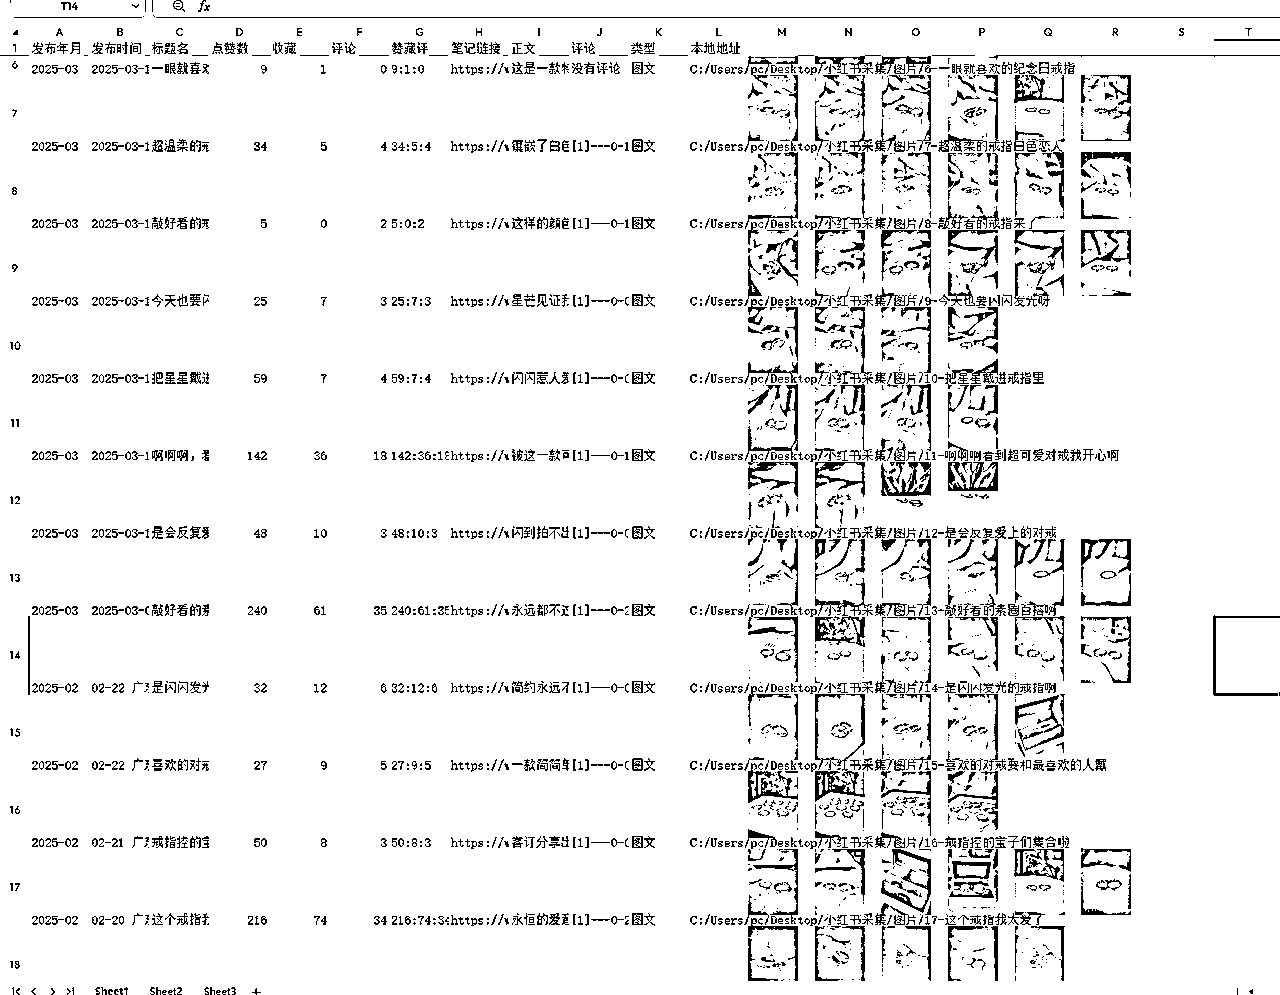 T14 fx
A B C D E F G H I J K L M N O P Q R S T
1 发布年月 发布时间 标题名 点赞数 收藏 评论 赞藏评 笔记链接 正文 评论 类型 本地地址
6 2025-03 2025-03-1 一眼就喜欢 9 1 0 9:1:0 https://w 这是一款 没有评论 图文 C:/Users/pc/Desktop/小红书采集/图片/6-一眼就喜欢的纪念日戒指
7 2025-03 2025-03-1 超温柔的戒 34 5 4 34:5:4 https://w 镶嵌了白色 [1]---0-1 图文 C:/Users/pc/Desktop/小红书采集/图片/7-超温柔的戒指白色恋人
8 2025-03 2025-03-1 敲好看的戒 5 0 2 5:0:2 https://w 这样的颜值 [1]---0-1 图文 C:/Users/pc/Desktop/小红书采集/图片/8-敲好看的戒指来了
9 2025-03 2025-03-1 今天也要闪 25 7 3 25:7:3 https://w 星芒见证 [1]---0-0 图文 C:/Users/pc/Desktop/小红书采集/图片/9-今天也要闪闪发光呀
10 2025-03 2025-03-1 把星星戴进 59 7 4 59:7:4 https://w 闪闪惹人爱 [1]---0-0 图文 C:/Users/pc/Desktop/小红书采集/图片/10-把星星戴进戒指里
11 2025-03 2025-03-1 啊啊啊，看 142 36 18 142:36:18 https://w 被这一款可 [1]---0-1 图文 C:/Users/pc/Desktop/小红书采集/图片/11-啊啊啊看到超可爱对戒我开心啊
12 2025-03 2025-03-1 是会反复爱 48 10 3 48:10:3 https://w 闪到拍不出 [1]---0-0 图文 C:/Users/pc/Desktop/小红书采集/图片/12-是会反复爱上的对戒
13 2025-03 2025-03-0 敲好看的素 240 61 35 240:61:35 https://w 永远都不过 [1]---0-2 图文 C:/Users/pc/Desktop/小红书采集/图片/13-敲好看的素圈百搭啊
14 2025-02 02-22 广东 是闪闪发光 32 12 6 32:12:6 https://w 简约永远不 [1]---0-0 图文 C:/Users/pc/Desktop/小红书采集/图片/14-是闪闪发光的戒指啊
15 2025-02 02-22 广东 喜欢的对戒 27 9 5 27:9:5 https://w 一款简简单 [1]---0-0 图文 C:/Users/pc/Desktop/小红书采集/图片/15-喜欢的对戒要和最喜欢的人戴
16 2025-02 02-21 广东 戒指控的宝 50 8 3 50:8:3 https://w 客订分享 [1]---0-0 图文 C:/Users/pc/Desktop/小红书采集/图片/16-戒指控的宝子们集合啦
17 2025-02 02-20 广东 这个戒指我 216 74 34 216:74:34 https://w 永恒的爱 [1]---0-2 图文 C:/Users/pc/Desktop/小红书采集/图片/17-这个戒指我太爱了
18
Sheet1 Sheet2 Sheet3 +